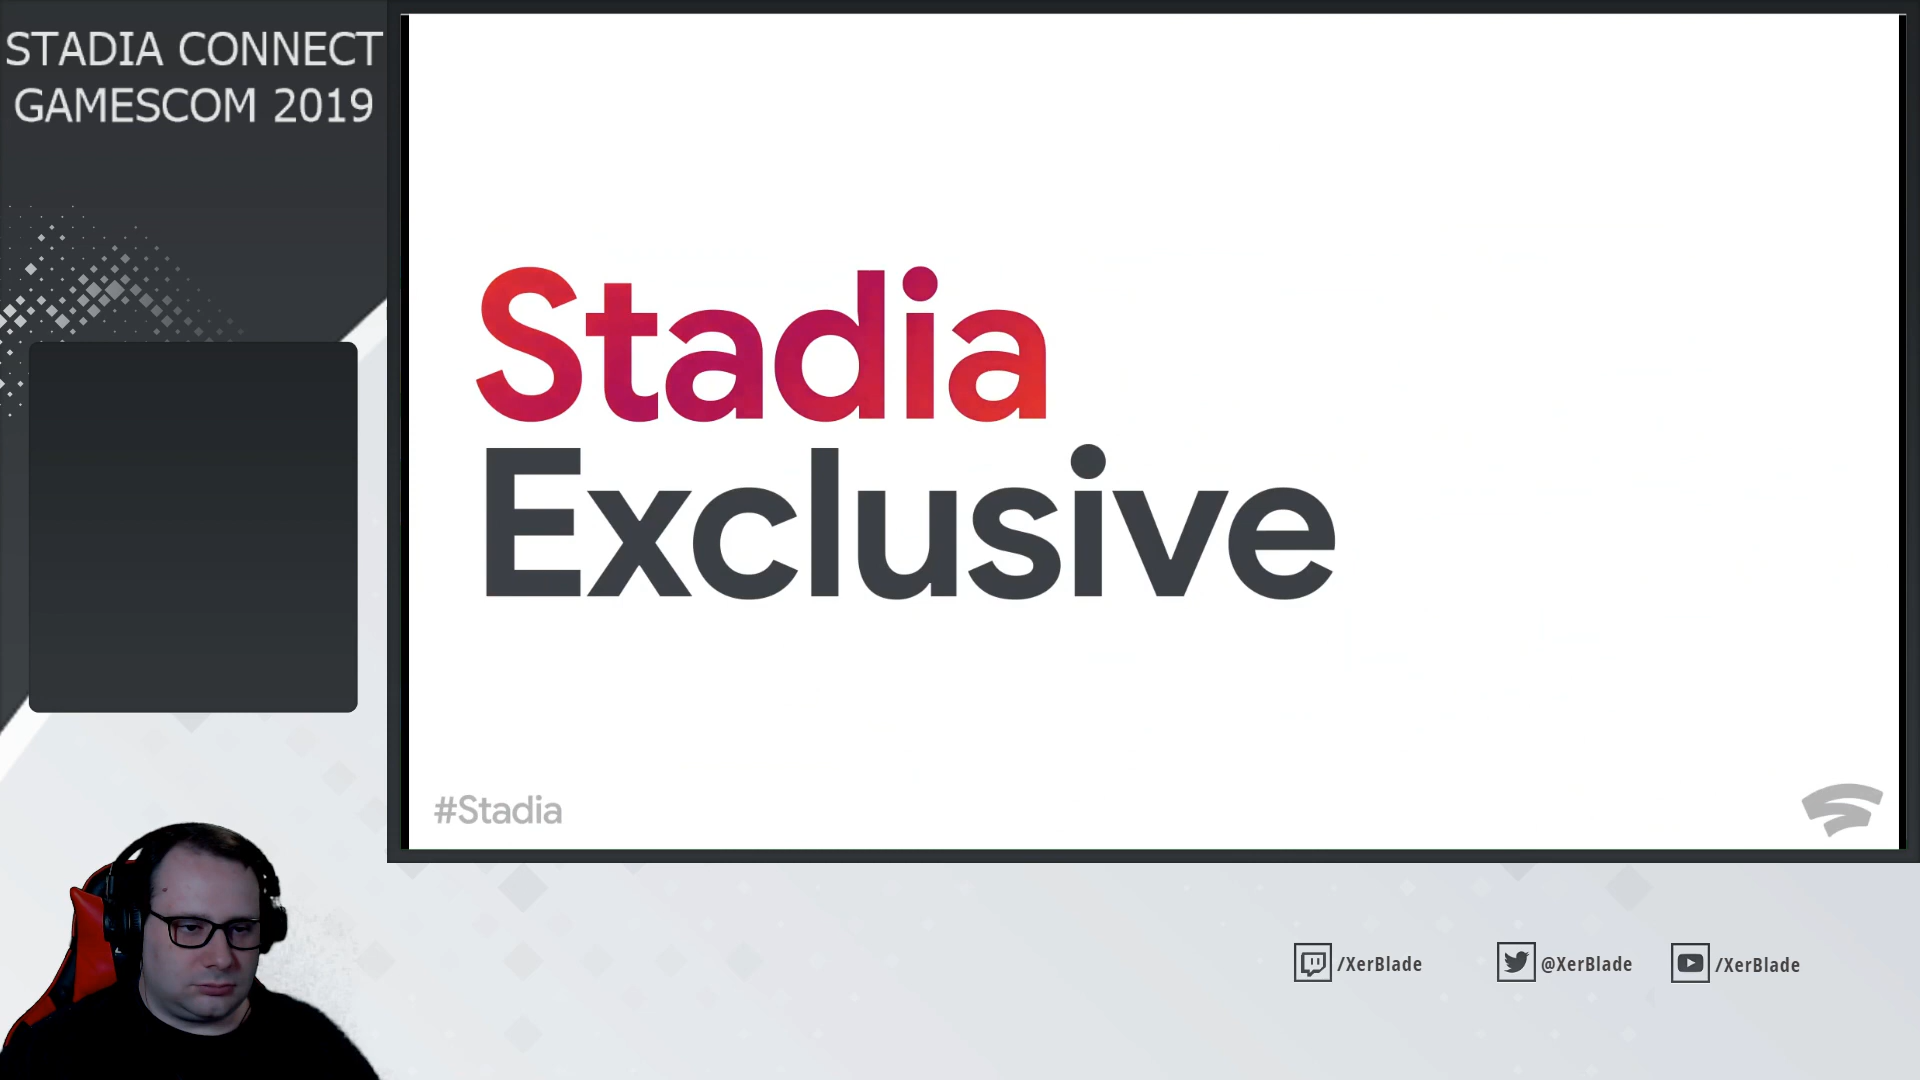 STADIA CONNECT
GAMESCOM 2019
Stadia
Exclusive
#Stadia
/XerBlade
@XerBlade
/XerBlade